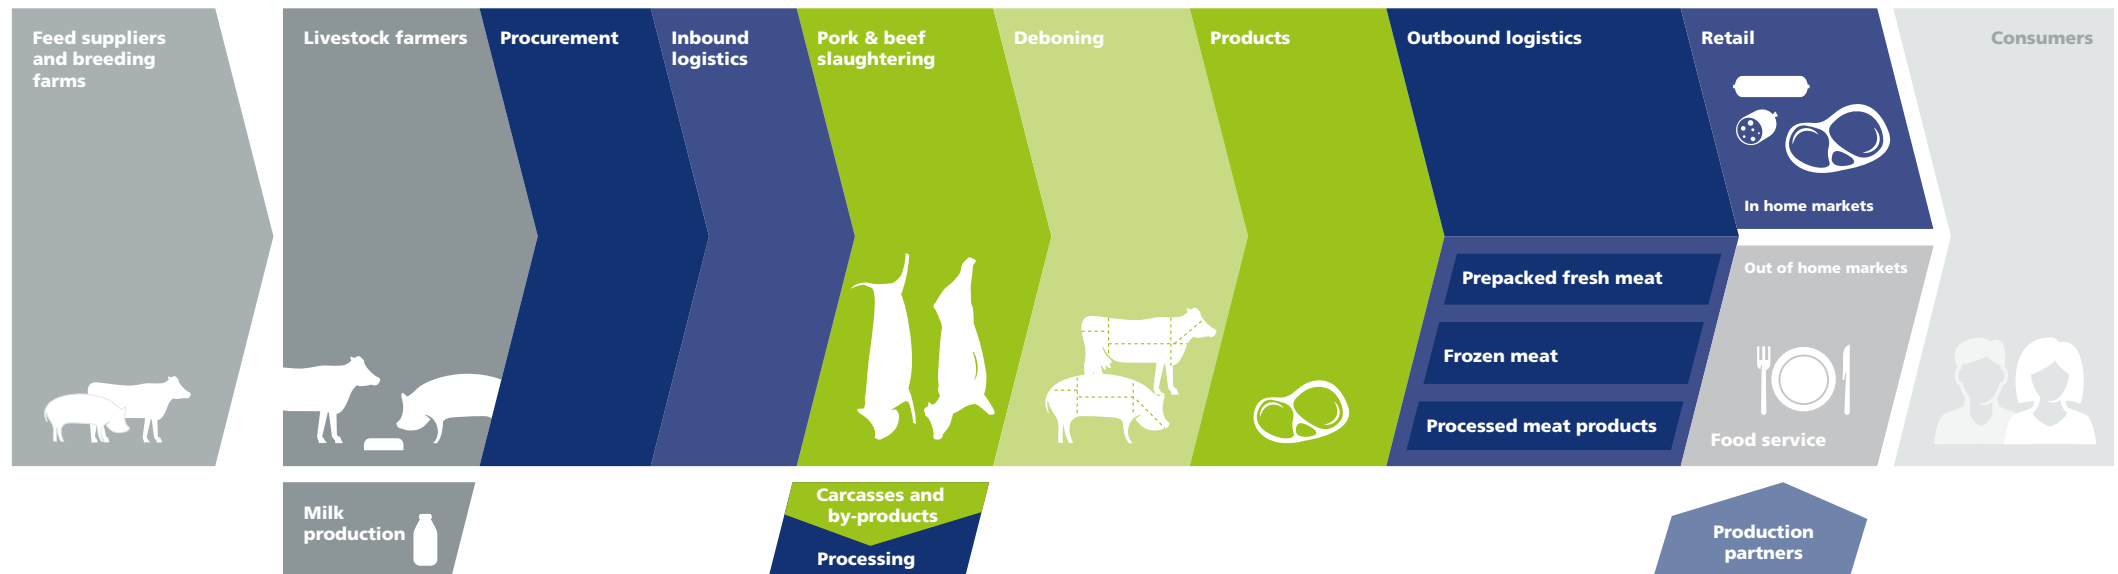 Feed suppliers
and breeding
farms
Livestock farmers
Procurement
Inbound
logistics
Pork & beef
slaughtering
Deboning
Products
Outbound logistics
Retail
In home markets
Consumers
Out of home markets
Food service
Prepacked fresh meat
Frozen meat
Processed meat products
Milk
production
Carcasses and
by-products
Processing
Production
partners